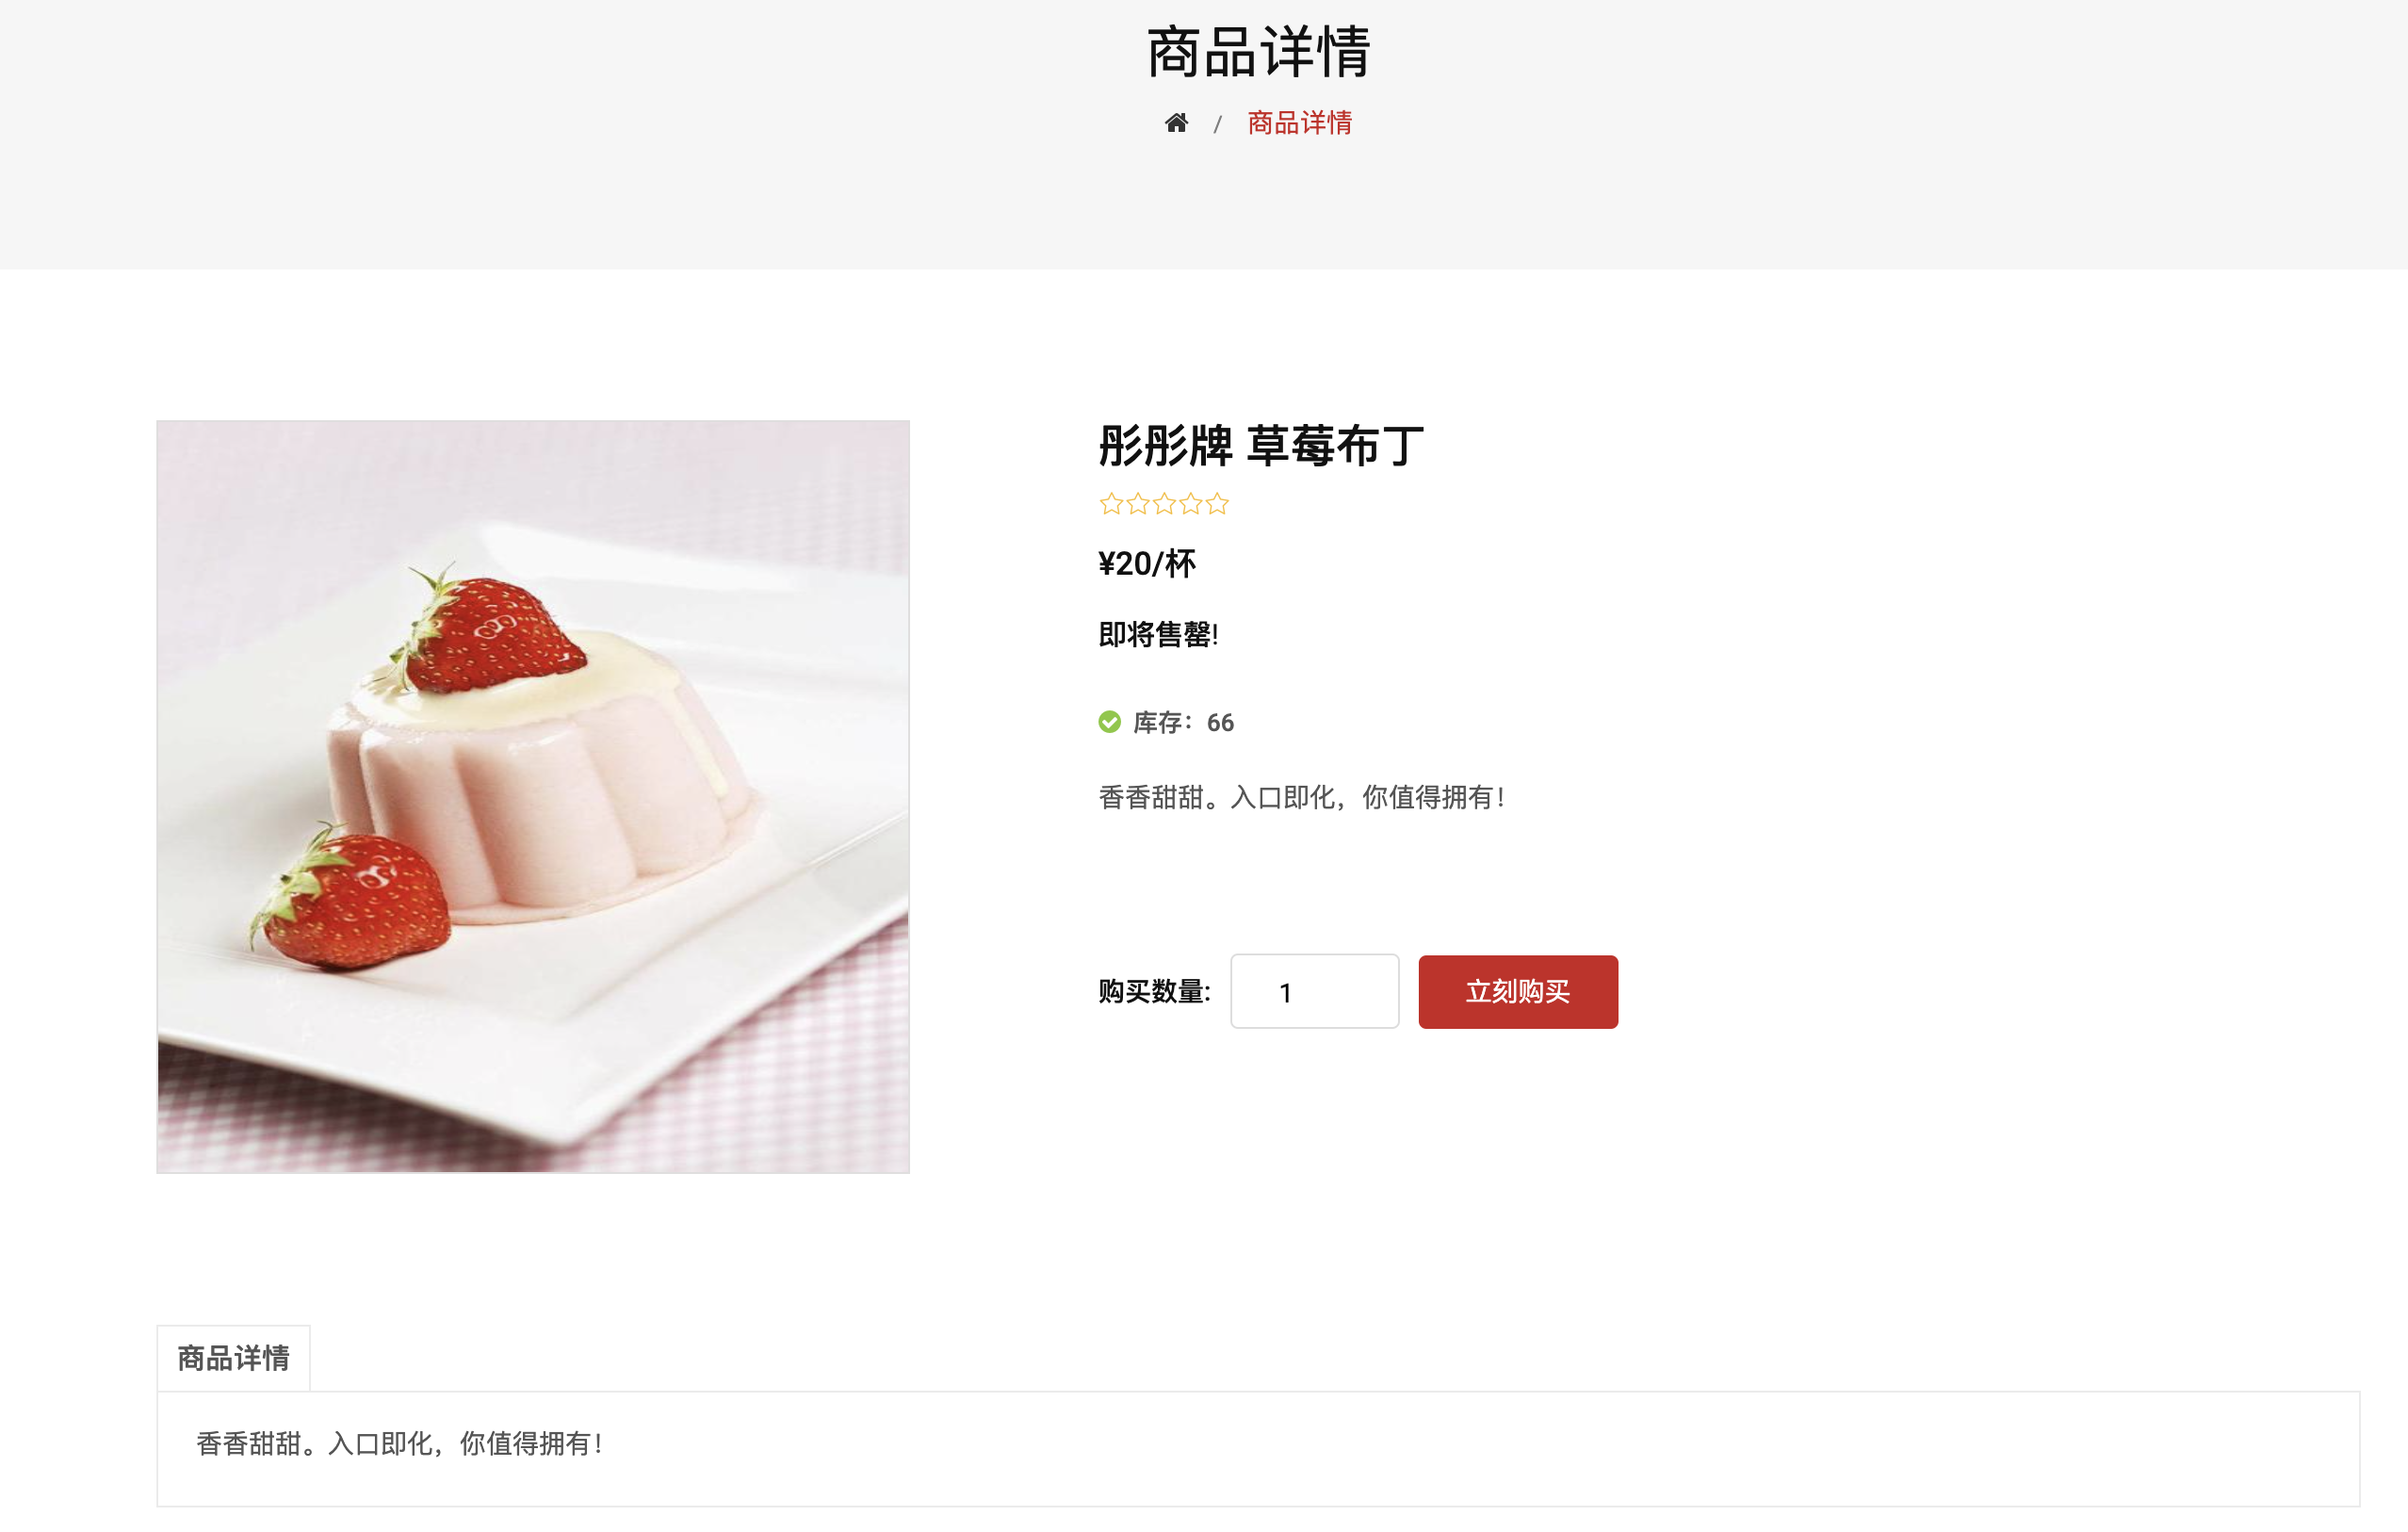 商品详情
/ 商品详情
彤彤牌 草莓布丁
¥20/杯
即将售罄!
库存：66
香香甜甜。入口即化，你值得拥有！
购买数量: 1 立刻购买
商品详情
香香甜甜。入口即化，你值得拥有！